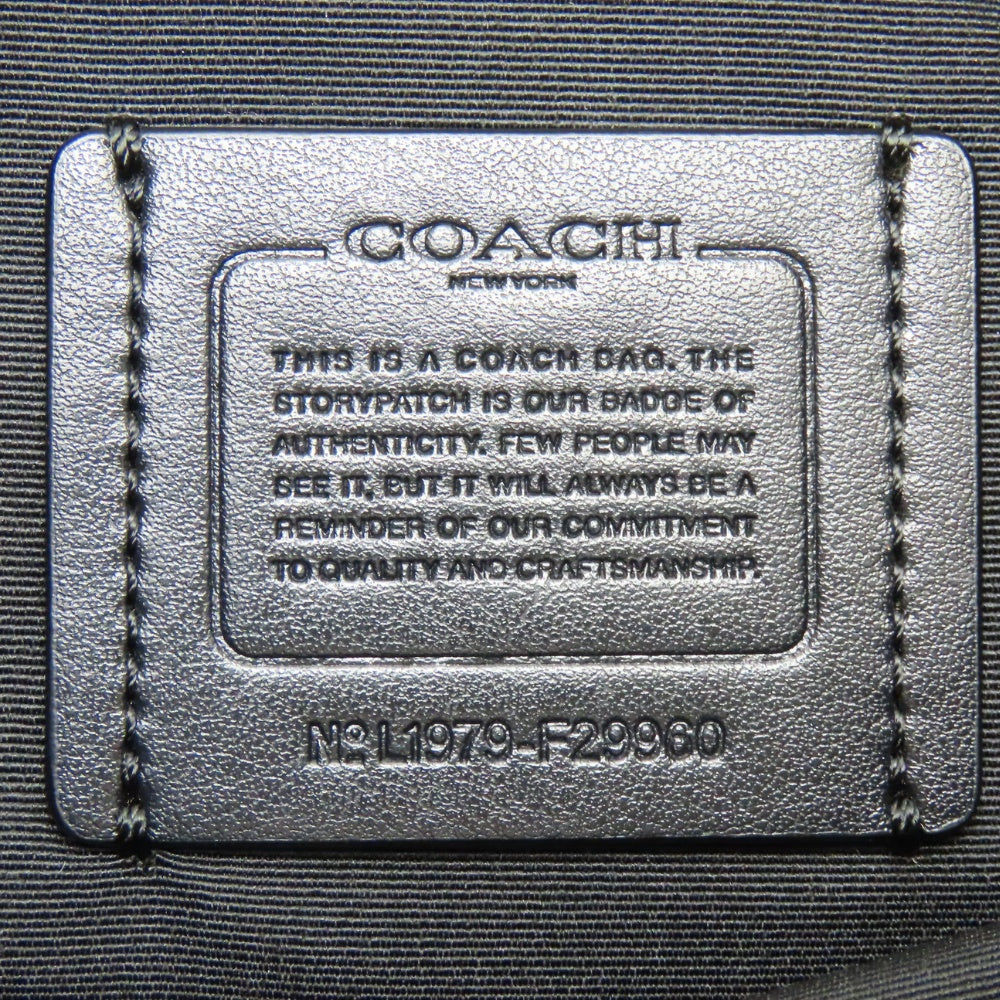 COACH
NEW YORK
THIS IS A COACH BAG. THE
STORYPATCH IS OUR BADGE OF
AUTHENTICITY. FEW PEOPLE MAY
SEE IT, BUT IT WILL ALWAYS BE A
REMINDER OF OUR COMMITMENT
TO QUALITY AND CRAFTSMANSHIP.
Nº L1979-F29960